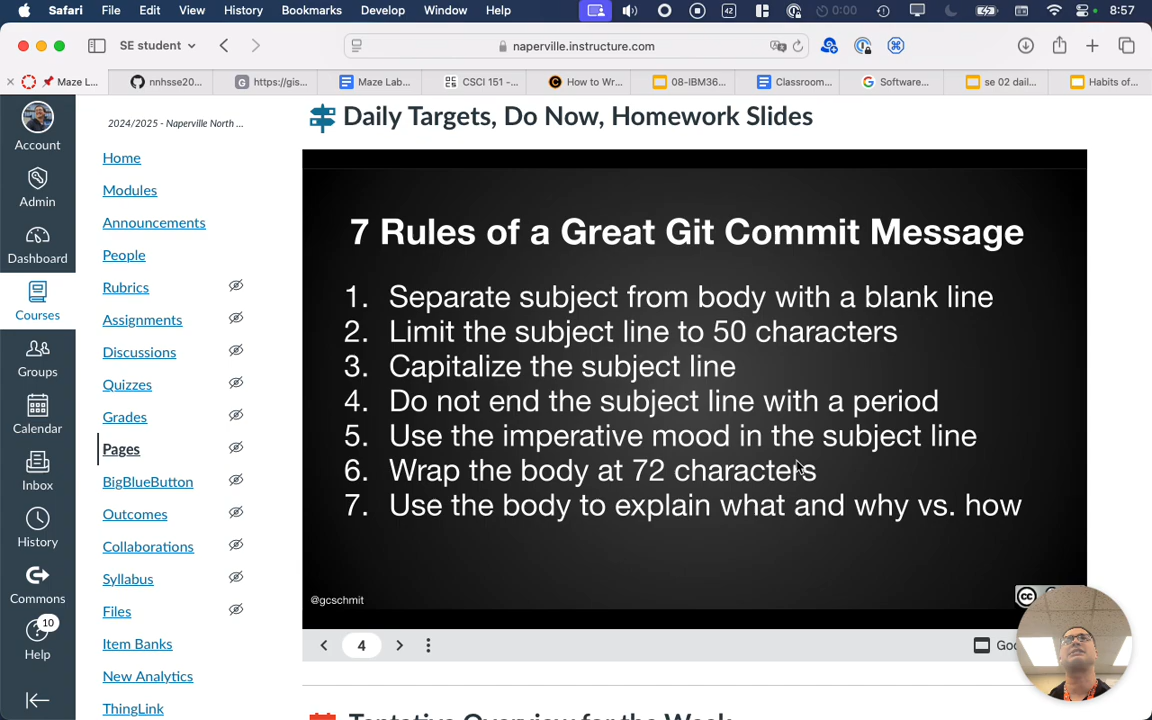 Safari File Edit View History Bookmarks Develop Window Help 42 0:00 8:57
SE student naperville.instructure.com
Maze L... nnhsse20... https://gis... Maze Lab... CSCI 151 -... How to Wr... 08-IBM36... Classroom... Software... se 02 dail... Habits of...
Account
Admin
Dashboard
Courses
Groups
Calendar
Inbox
History
Commons
10
Help
2024/2025 - Naperville North ...
Home
Modules
Announcements
People
Rubrics
Assignments
Discussions
Quizzes
Grades
Pages
BigBlueButton
Outcomes
Collaborations
Syllabus
Files
Item Banks
New Analytics
ThingLink
Daily Targets, Do Now, Homework Slides
7 Rules of a Great Git Commit Message
1. Separate subject from body with a blank line
2. Limit the subject line to 50 characters
3. Capitalize the subject line
4. Do not end the subject line with a period
5. Use the imperative mood in the subject line
6. Wrap the body at 72 characters
7. Use the body to explain what and why vs. how
@gcschmit
cc
4